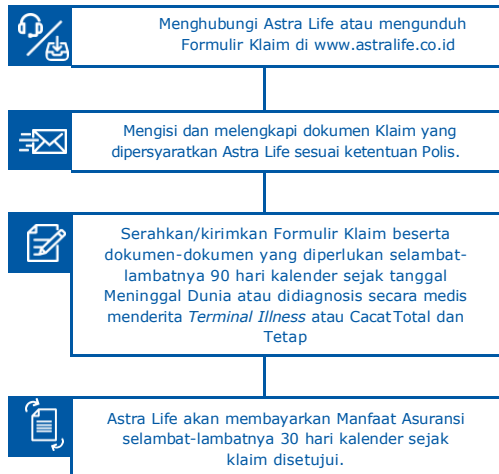 Menghubungi Astra Life atau mengunduh
Formulir Klaim di www.astralife.co.id
Mengisi dan melengkapi dokumen Klaim yang
dipersyaratkan Astra Life sesuai ketentuan Polis.
Serahkan/kirimkan Formulir Klaim beserta
dokumen-dokumen yang diperlukan selambat-
lambatnya 90 hari kalender sejak tanggal
Meninggal Dunia atau didiagnosis secara medis
menderita Terminal Illness atau Cacat Total dan
Tetap
Astra Life akan membayarkan Manfaat Asuransi
selambat-lambatnya 30 hari kalender sejak
klaim disetujui.